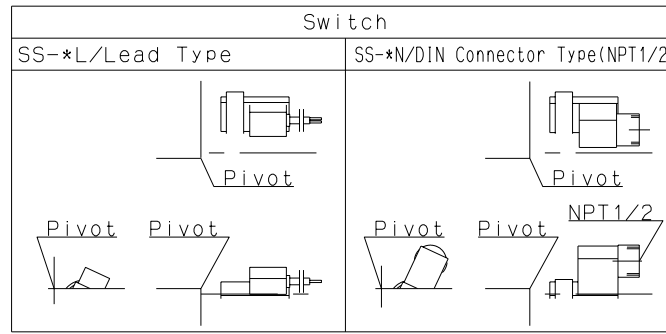 Switch
SS-*L/Lead Type
SS-*N/DIN Connector Type(NPT1/2
Pivot
Pivot
NPT1/2
Pivot
Pivot
Pivot
Pivot